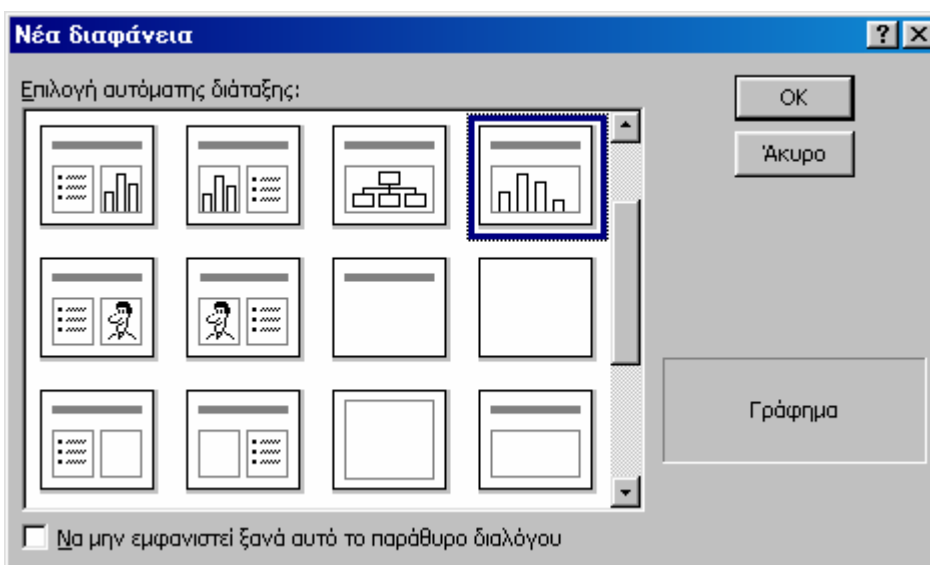 Νέα διαφάνεια
Επιλογή αυτόματης διάταξης:
OK
Άκυρο
Γράφημα
Να μην εμφανιστεί ξανά αυτό το παράθυρο διαλόγου